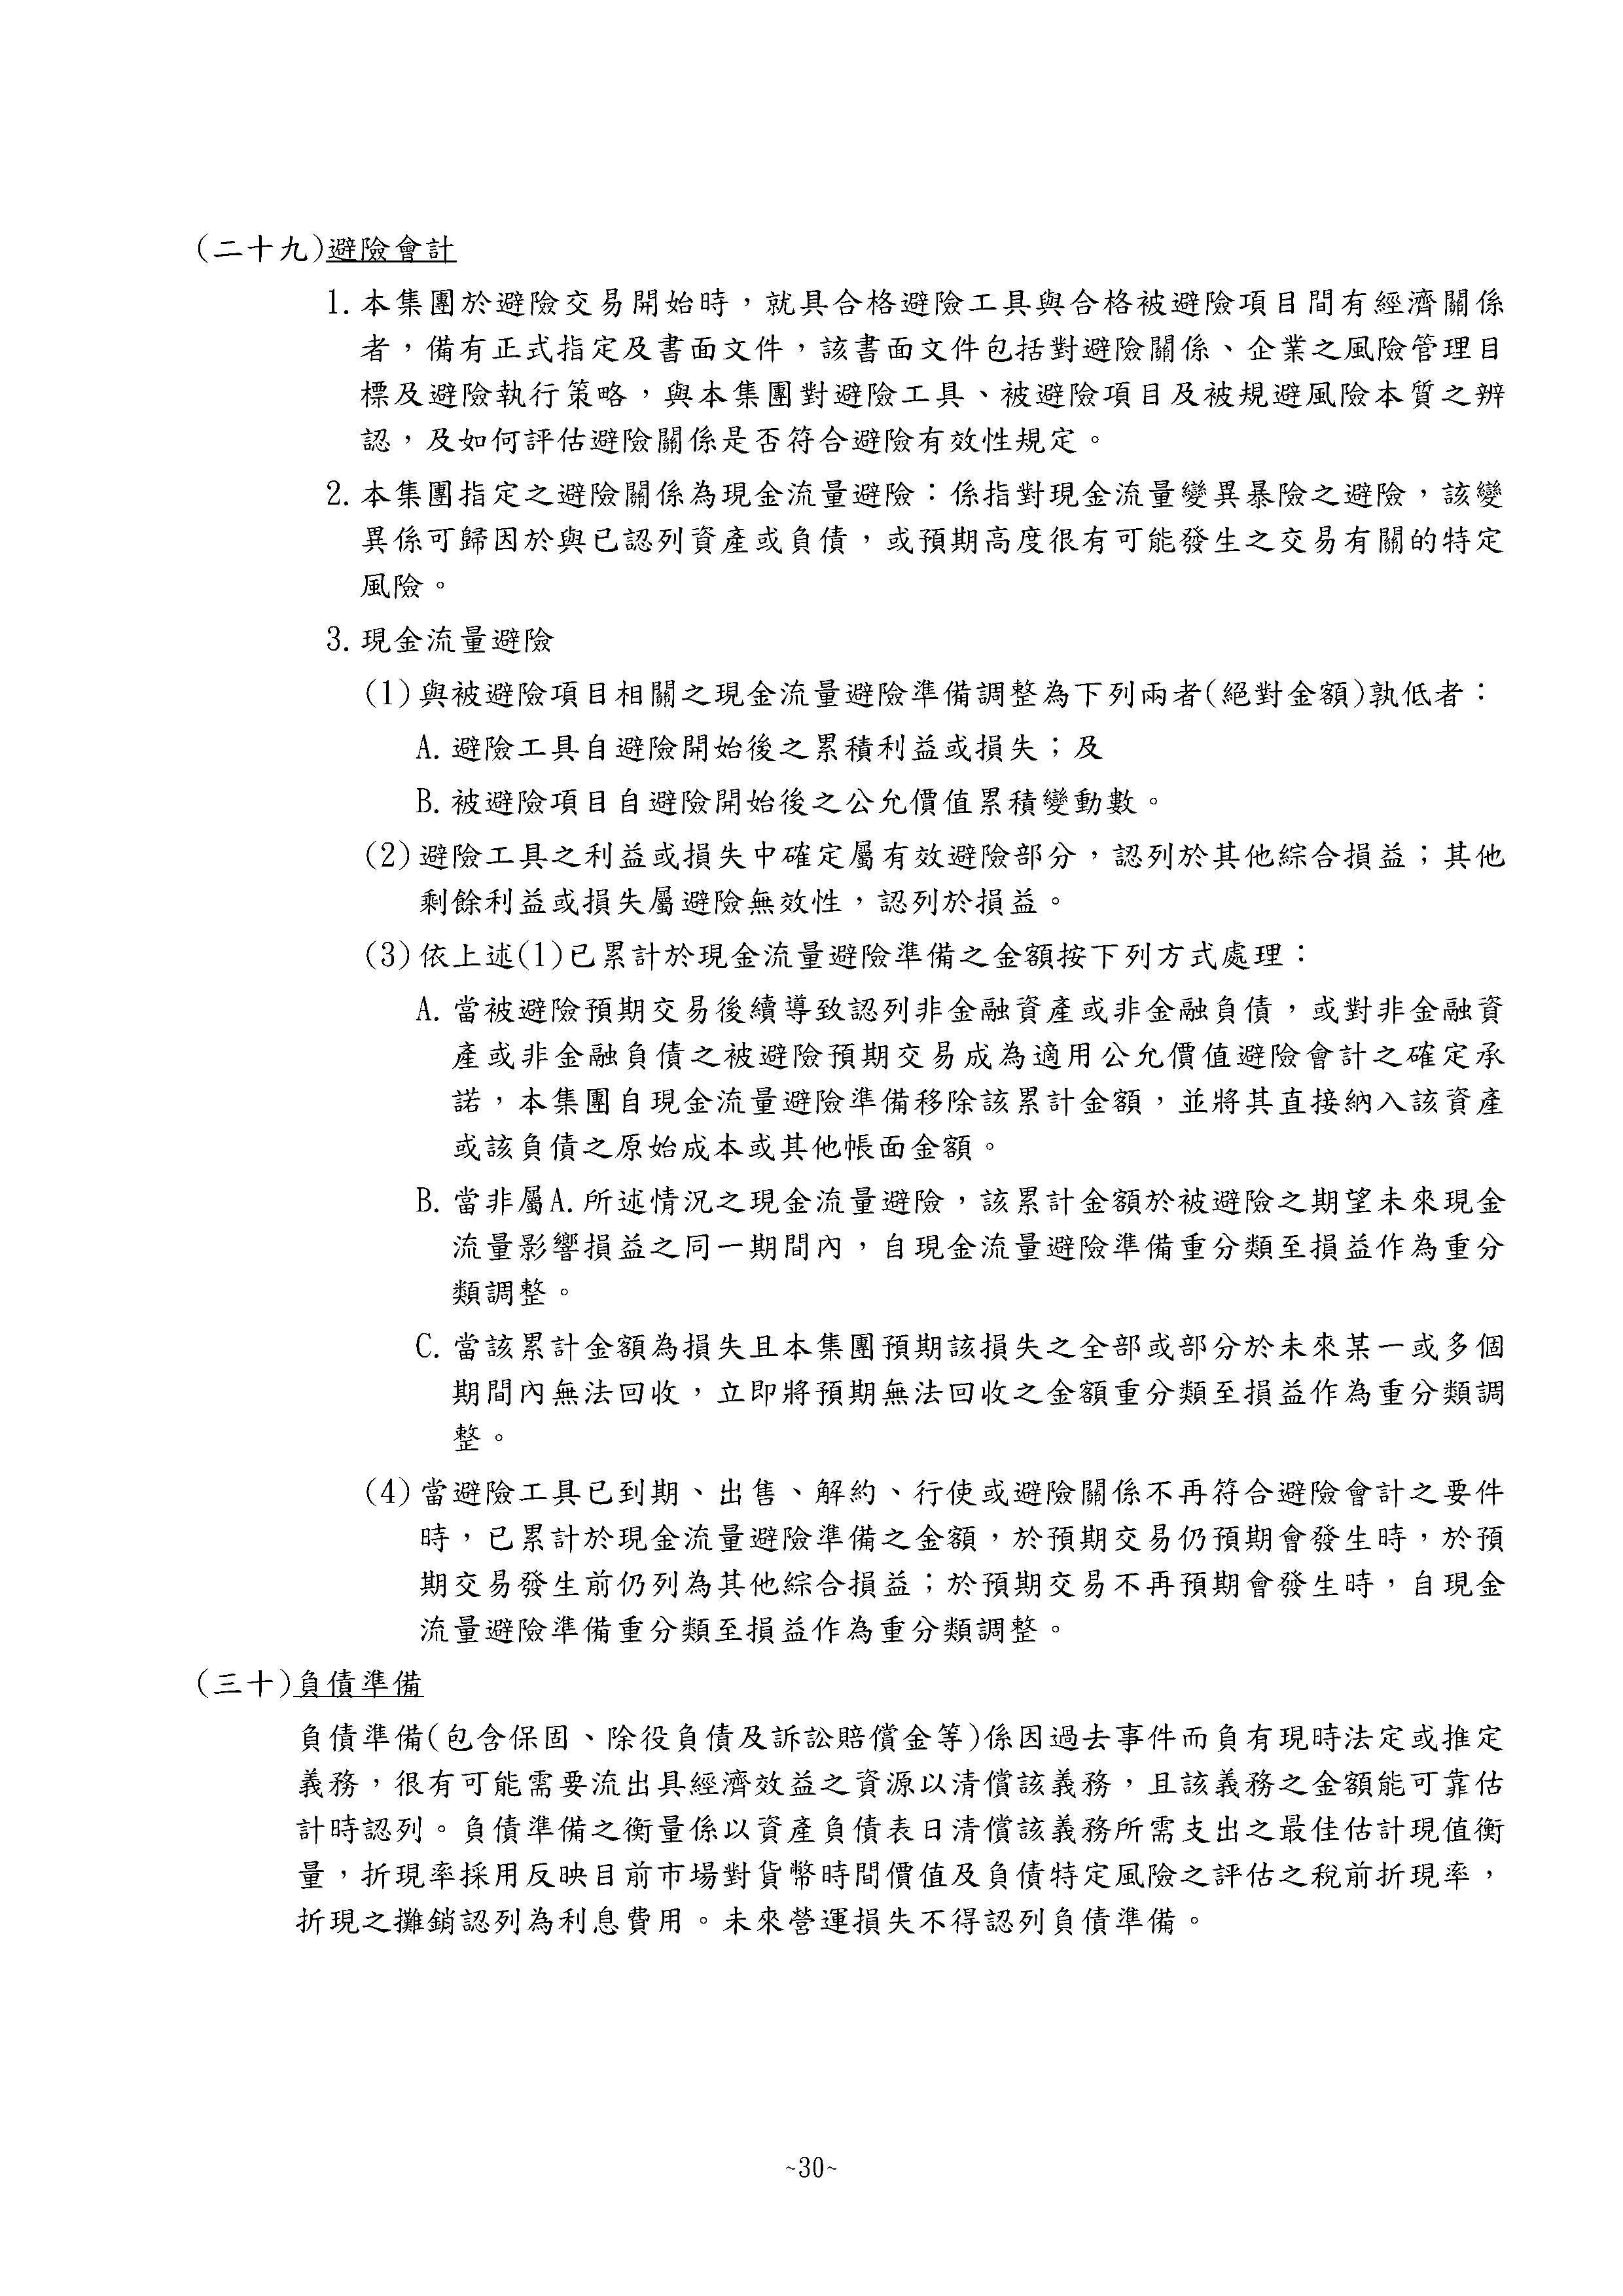 (二十九)避險會計
1.本集團於避險交易開始時，就具合格避險工具與合格被避險項目間有經濟關係
者，備有正式指定及書面文件，該書面文件包括對避險關係、企業之風險管理目
標及避險執行策略，與本集團對避險工具、被避險項目及被規避風險本質之辨
認，及如何評估避險關係是否符合避險有效性規定。
2.本集團指定之避險關係為現金流量避險：係指對現金流量變異暴險之避險，該變
異係可歸因於與已認列資產或負債，或預期高度很有可能發生之交易有關的特定
風險。
3.現金流量避險
(1)與被避險項目相關之現金流量避險準備調整為下列兩者(絕對金額)孰低者：
A.避險工具自避險開始後之累積利益或損失；及
B.被避險項目自避險開始後之公允價值累積變動數。
(2)避險工具之利益或損失中確定屬有效避險部分，認列於其他綜合損益；其他
剩餘利益或損失屬避險無效性，認列於損益。
(3)依上述(1)已累計於現金流量避險準備之金額按下列方式處理：
A.當被避險預期交易後續導致認列非金融資產或非金融負債，或對非金融資
產或非金融負債之被避險預期交易成為適用公允價值避險會計之確定承
諾，本集團自現金流量避險準備移除該累計金額，並將其直接納入該資產
或該負債之原始成本或其他帳面金額。
B.當非屬A.所述情況之現金流量避險，該累計金額於被避險之期望未來現金
流量影響損益之同一期間內，自現金流量避險準備重分類至損益作為重分
類調整。
C.當該累計金額為損失且本集團預期該損失之全部或部分於未來某一或多個
期間內無法回收，立即將預期無法回收之金額重分類至損益作為重分類調
整。
(4)當避險工具已到期、出售、解約、行使或避險關係不再符合避險會計之要件
時，已累計於現金流量避險準備之金額，於預期交易仍預期會發生時，於預
期交易發生前仍列為其他綜合損益；於預期交易不再預期會發生時，自現金
流量避險準備重分類至損益作為重分類調整。
(三十)負債準備
負債準備(包含保固、除役負債及訴訟賠償金等)係因過去事件而負有現時法定或推定
義務，很有可能需要流出具經濟效益之資源以清償該義務，且該義務之金額能可靠估
計時認列。負債準備之衡量係以資產負債表日清償該義務所需支出之最佳估計現值衡
量，折現率採用反映目前市場對貨幣時間價值及負債特定風險之評估之稅前折現率，
折現之攤銷認列為利息費用。未來營運損失不得認列負債準備。
~30~